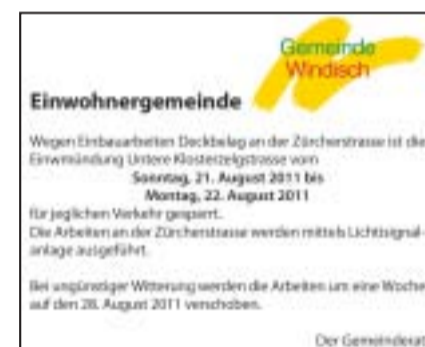 Gemeinde
Windisch
Einwohnergemeinde
Wegen Einbauarbeiten Deckbelag an der Zürcherstrasse ist die
Einmündung Untere Klosterzelgstrasse vom
Sonntag, 21. August 2011 bis
Montag, 22. August 2011
für jeglichen Verkehr gesperrt.
Die Arbeiten an der Zürcherstrasse werden mittels Lichtsignal-
anlage ausgeführt.
Bei ungünstiger Witterung werden die Arbeiten um eine Woche
auf den 28. August 2011 verschoben.
Der Gemeinderat